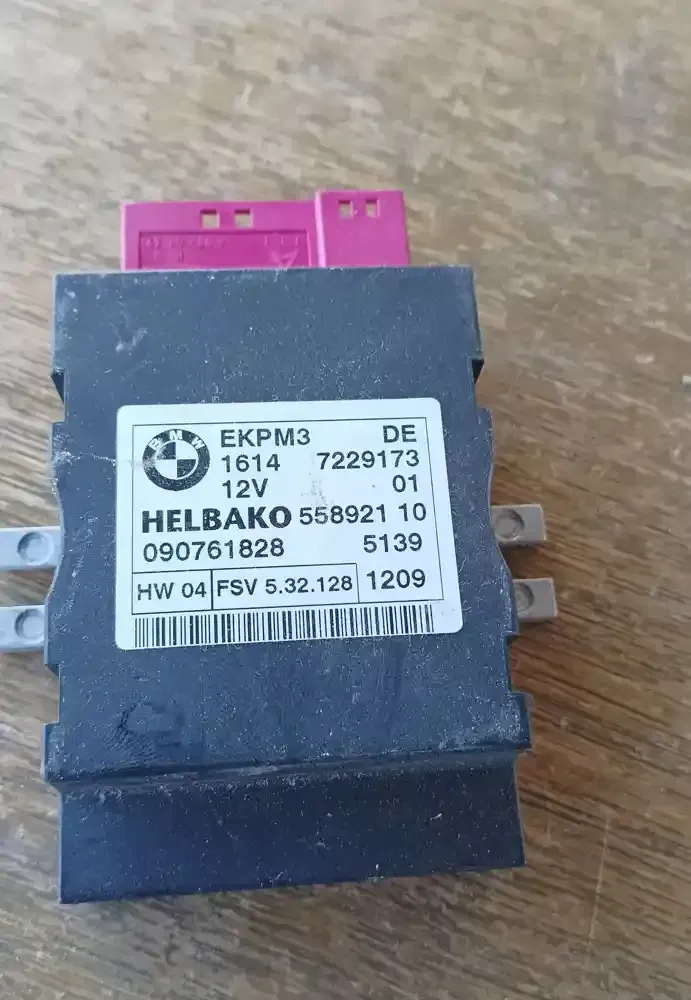 BMW
EKPM3 DE
1614 7229173
12V 01
HELBAKO 558921 10
090761828 5139
HW 04 FSV 5.32.128 1209